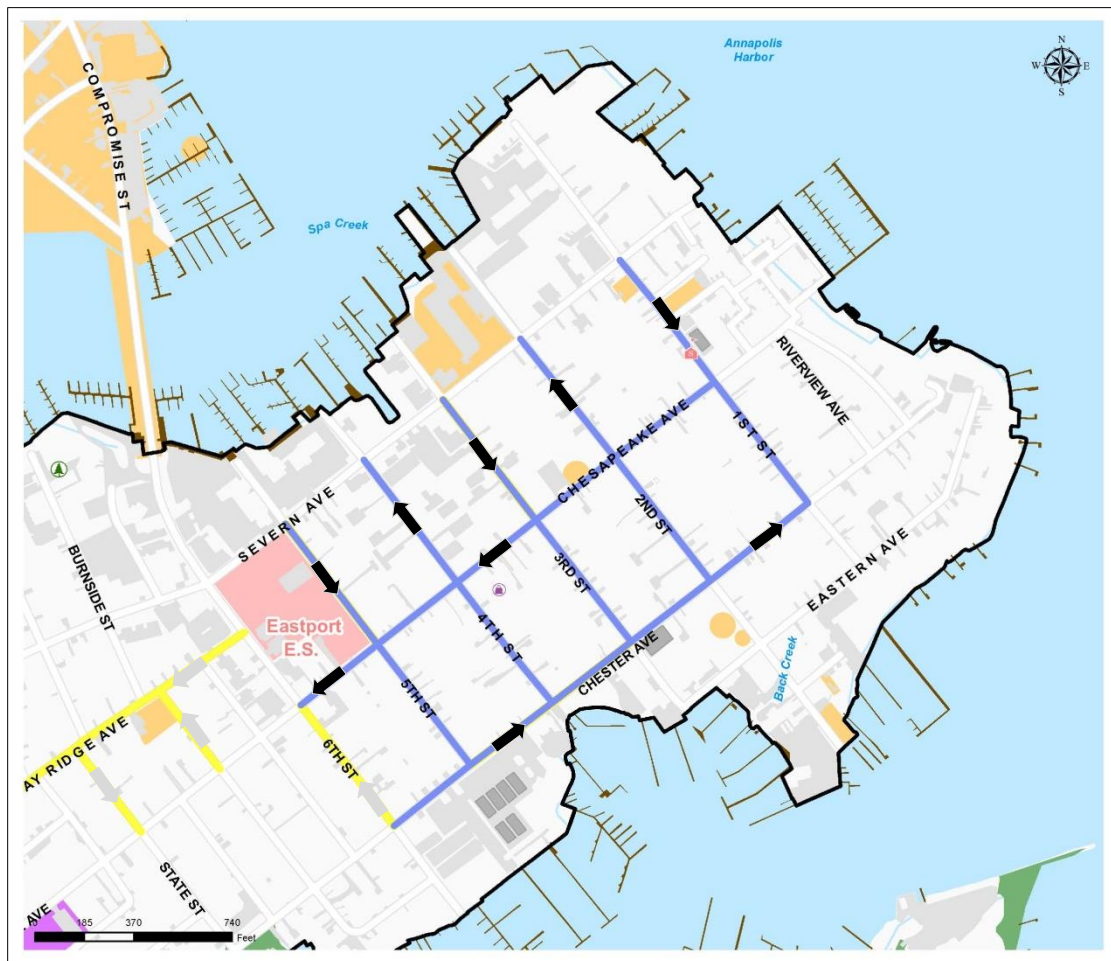 Annapolis
Harbor
N
W E
S
COMPROMISE ST
Spa Creek
RIVERVIEW AVE
CHESAPEAKE AVE
1ST ST
2ND ST
3RD ST
SEVERN AVE
EASTERN AVE
BURNSIDE ST
Eastport
E.S.
4TH ST
CHESTER AVE
Back Creek
5TH ST
6TH ST
AY RIDGE AVE
STATE ST
AVE
0 185 370 740
Feet